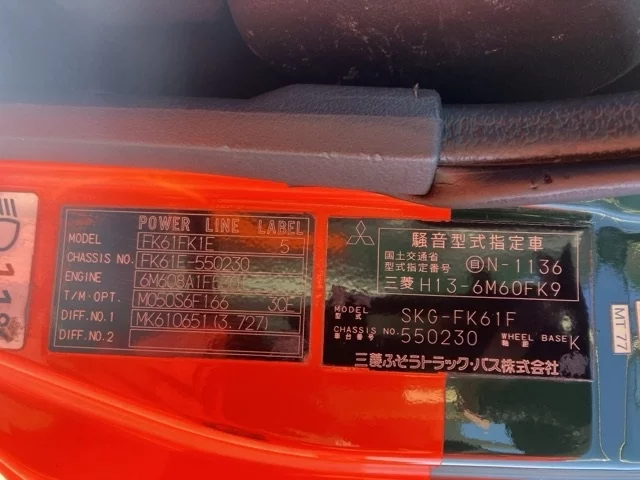 POWER LINE LABEL
MODEL FK61FK1E 5
CHASSIS NO. FK61E-550230
ENGINE
T/M-OPT. M050S6F166 30E
DIFF.NO.1 MK610651(3.727)
DIFF.NO.2
騒音型式指定車
国土交通省
型式指定番号 自 N-1136
三菱 H13-6M60FK9
MODEL
型式 SKG-FK61F
CHASSIS NO.
車台番号 550230 WHEEL BASE
軸距 K
三菱ふそうトラック・バス株式会社
MT 77